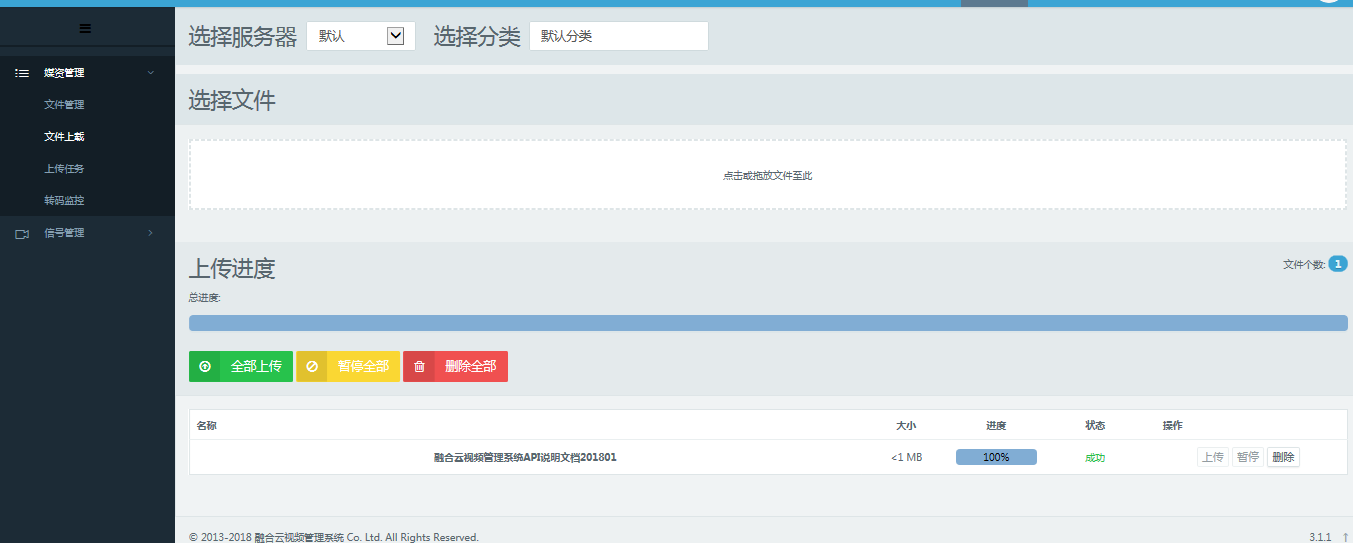 选择服务器 默认 选择分类 默认分类
媒资管理
文件管理
文件上载
上传任务
转码监控
信号管理
选择文件
点击或拖放文件至此
上传进度 文件个数: 1
总进度:
全部上传 暂停全部 删除全部
名称 大小 进度 状态 操作
融合云视频管理系统API说明文档201801 <1 MB 100% 成功 上传 暂停 删除
© 2013-2018 融合云视频管理系统 Co. Ltd. All Rights Reserved. 3.1.1